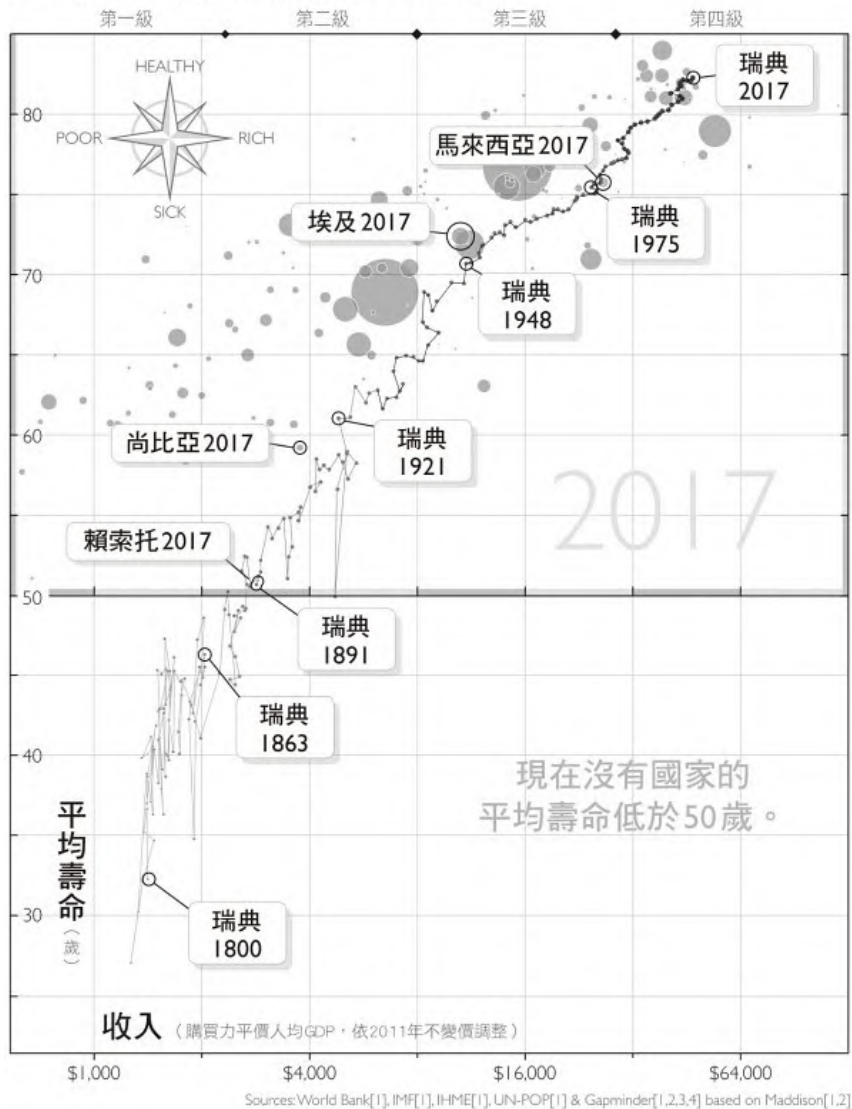 第一級 第二級 第三級 第四級
HEALTHY
POOR RICH
SICK
80
70
60
50
40
30
瑞典
2017
馬來西亞2017
瑞典
1975
埃及2017
瑞典
1948
尚比亞2017
瑞典
1921
2017
賴索托2017
瑞典
1891
瑞典
1863
現在沒有國家的
平均壽命低於50歲。
平均壽命（歲）
瑞典
1800
收入（購買力平價人均GDP，依2011年不變價調整）
$1,000 $4,000 $16,000 $64,000
Sources: World Bank[1], IMF[1], IHME[1], UN-POP[1] & Gapminder[1,2,3,4] based on Maddison[1,2]